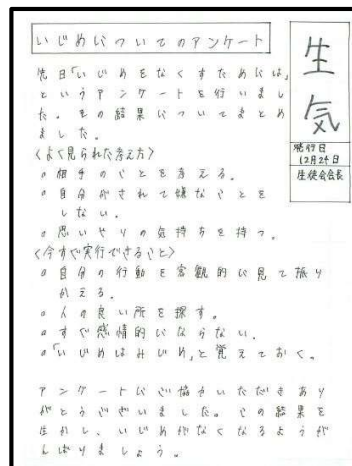 いじめについてのアンケート
生気
12月24日
生徒会会長
先日「いじめをなくすためには」
というアンケートを行いまし
た。その結果についてまとめ
ました。
〈よく見られた考え方〉
相手のことを考える。
自分がされて嫌なことを
しない。
思いやりの気持ちを持つ。
〈今すぐ実行できること〉
自分の行動を客観的に見て振り
かえる。
人の良い所を探す。
すぐ感情的にならない。
「いじめはみじめ」と覚えておく。
アンケートにご協力いただきあり
がとうございました。この結果を
生かし、いじめがなくなるようが
んばりましょう。